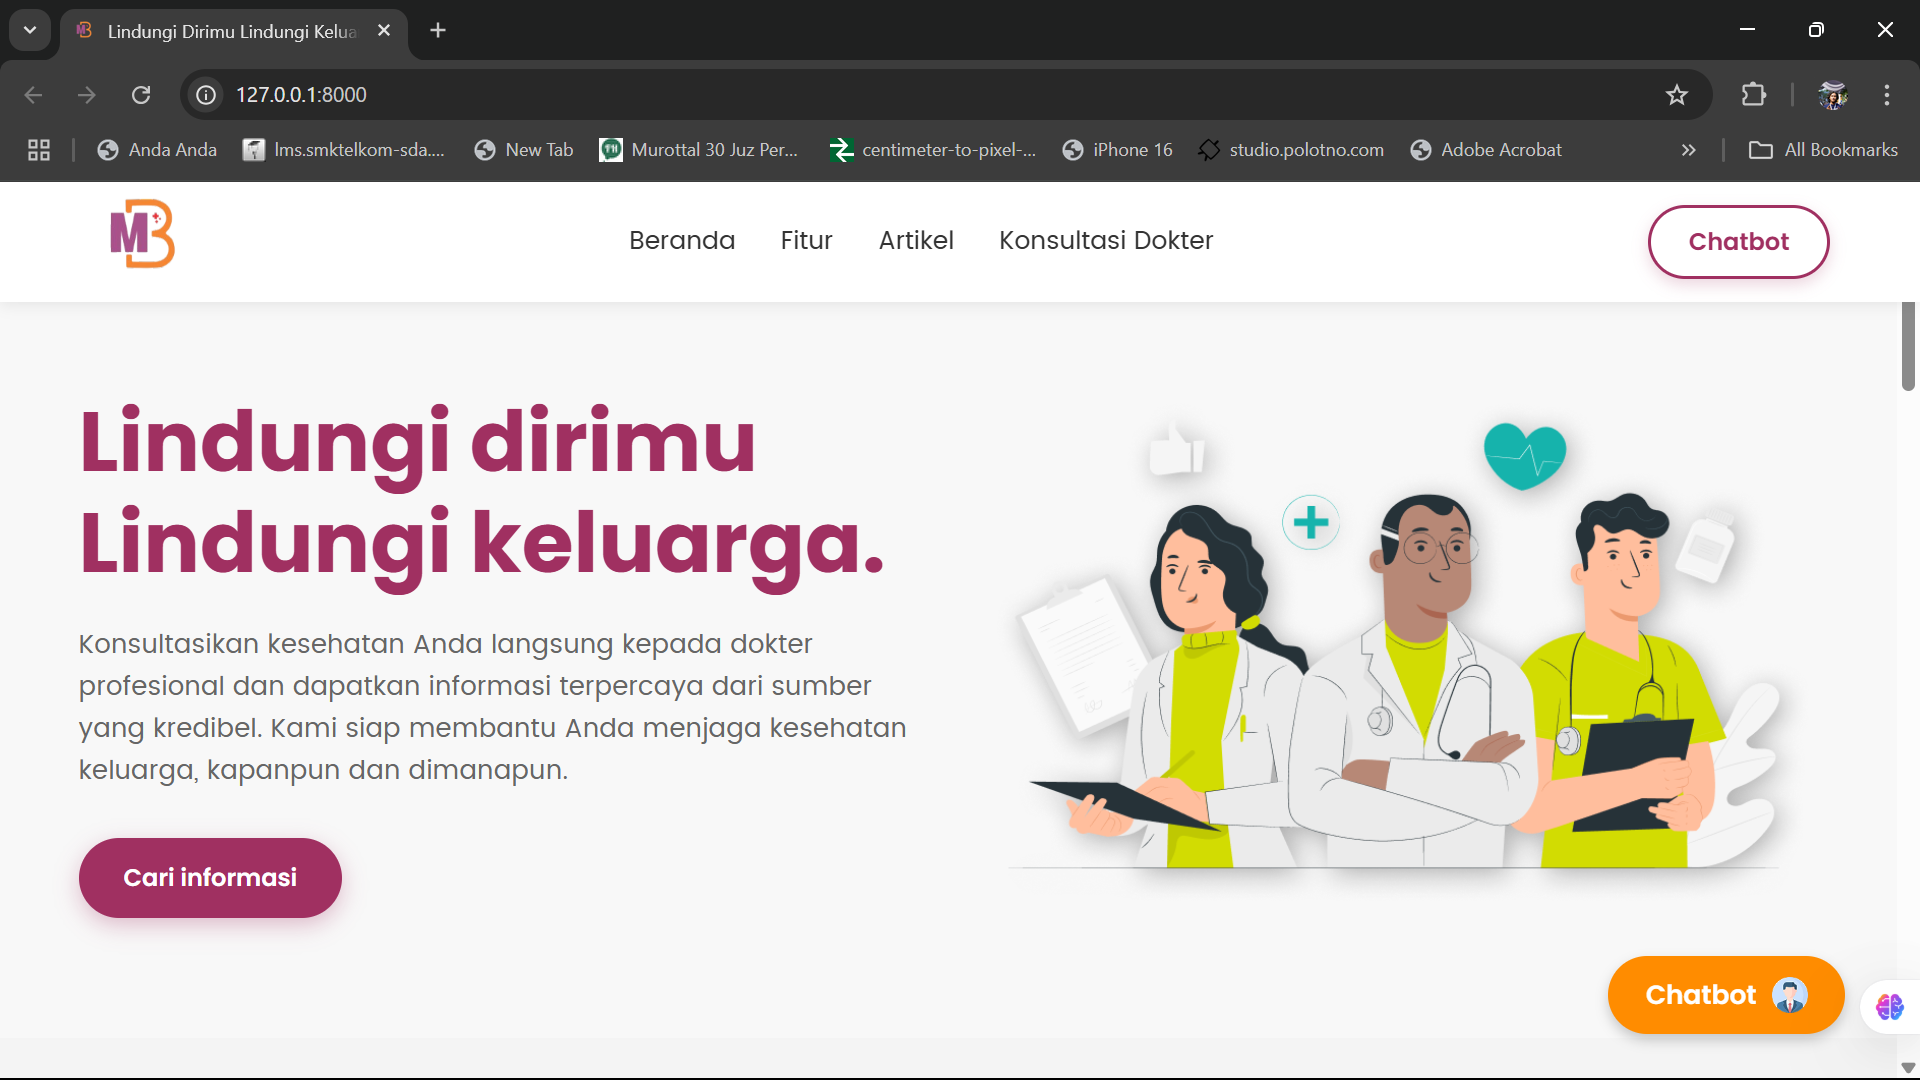 Lindungi Dirimu Lindungi Kelua
127.0.0.1:8000
Anda Anda
lms.smktelkom-sda....
New Tab
Murottal 30 Juz Per...
centimeter-to-pixel-...
iPhone 16
studio.polotno.com
Adobe Acrobat
All Bookmarks
MB
Beranda
Fitur
Artikel
Konsultasi Dokter
Chatbot
Lindungi dirimu
Lindungi keluarga.
Konsultasikan kesehatan Anda langsung kepada dokter
profesional dan dapatkan informasi terpercaya dari sumber
yang kredibel. Kami siap membantu Anda menjaga kesehatan
keluarga, kapanpun dan dimanapun.
Cari informasi
Chatbot